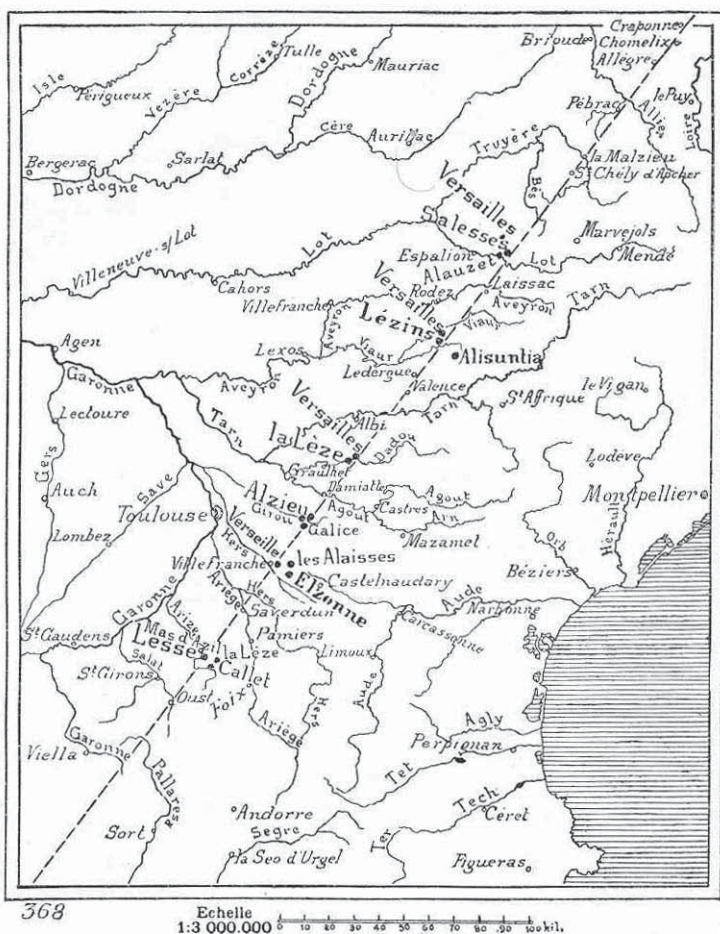 Craponne
Brioude Chomelix
Allègre
Isle
Périgueux
Vezère
Corrèze
Tulle
Dordogne
Mauriac
Pébrac
Allier
le Puy
Loire
Bergerac
Dordogne
Sarlat
Cère
Aurillac
Truyère
Bès
la Malzieu
St Chély d'Apcher
Versailles
Salesses
Marvejols
Villeneuve-s/Lot
Lot
Espalion
Alauzet
Lot
Mende
Cahors
Versailles
Rodez
Laissac
Aveyron
Tarn
Villefranche
Aveyron
Lézins
Viaur
Agen
Garonne
Lexos
Viaur
Alisuntia
Aveyron
Ledergue
Valence
Tarn
St Affrique
le Vigan
Lectoure
Gers
Tarn
Versailles
Albi
la Lèze
Dadou
Graulhet
Lodève
Auch
Save
Damiatte
Agout
Montpellier
Alzieu
Agout
Castres
Arn
Hérault
Toulouse
Girou
Galice
Lombez
Verseille
Hers
Mazamet
Orb
Villefranche
les Alaisses
Béziers
Elzonne
Castelnaudary
Garonne
Ariège
Hers
Aude
Narbonne
Arize
Saverdun
Carcassonne
St Gaudens
Mas d'Azil
Pamiers
Lesse
la Lèze
Limoux
Salat
St Girons
Callet
Oust
Foix
Hers
Aude
Ariège
Agly
Viella
Garonne
Perpignan
Pallaresa
Tet
Tech
Sort
Andorre
Céret
Segre
Ter
la Seo d'Urgel
Figueras
368
Echelle
1:3 000.000
0 10 20 30 40 50 60 70 80 .90 100 kil.